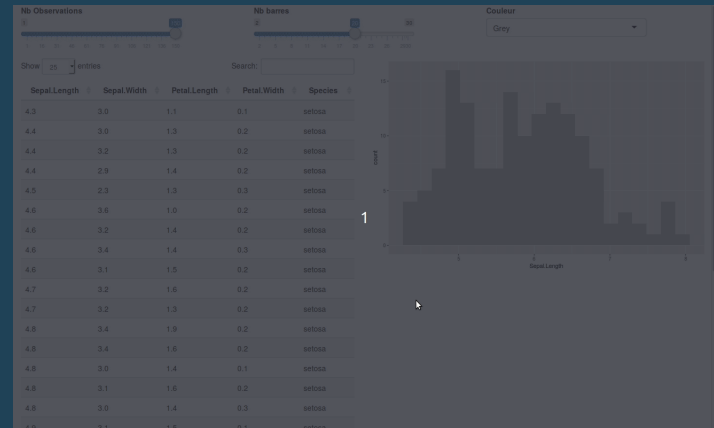 Nb Observations
Nb barres
Couleur
Grey
Show 25 entries
Search:
Sepal.Length Sepal.Width Petal.Length Petal.Width Species
4.3 3.0 1.1 0.1 setosa
4.4 3.0 1.3 0.2 setosa
4.4 3.2 1.3 0.2 setosa
4.4 2.9 1.4 0.2 setosa
4.5 2.3 1.3 0.3 setosa
4.6 3.6 1.0 0.2 setosa
4.6 3.2 1.4 0.2 setosa
4.6 3.4 1.4 0.3 setosa
4.6 3.1 1.5 0.2 setosa
4.7 3.2 1.6 0.2 setosa
4.7 3.2 1.3 0.2 setosa
4.8 3.4 1.9 0.2 setosa
4.8 3.4 1.6 0.2 setosa
4.8 3.0 1.4 0.1 setosa
4.8 3.1 1.6 0.2 setosa
4.8 3.0 1.4 0.3 setosa
1
count
15
10
5
0
5 6 7 8
Sepal.Length